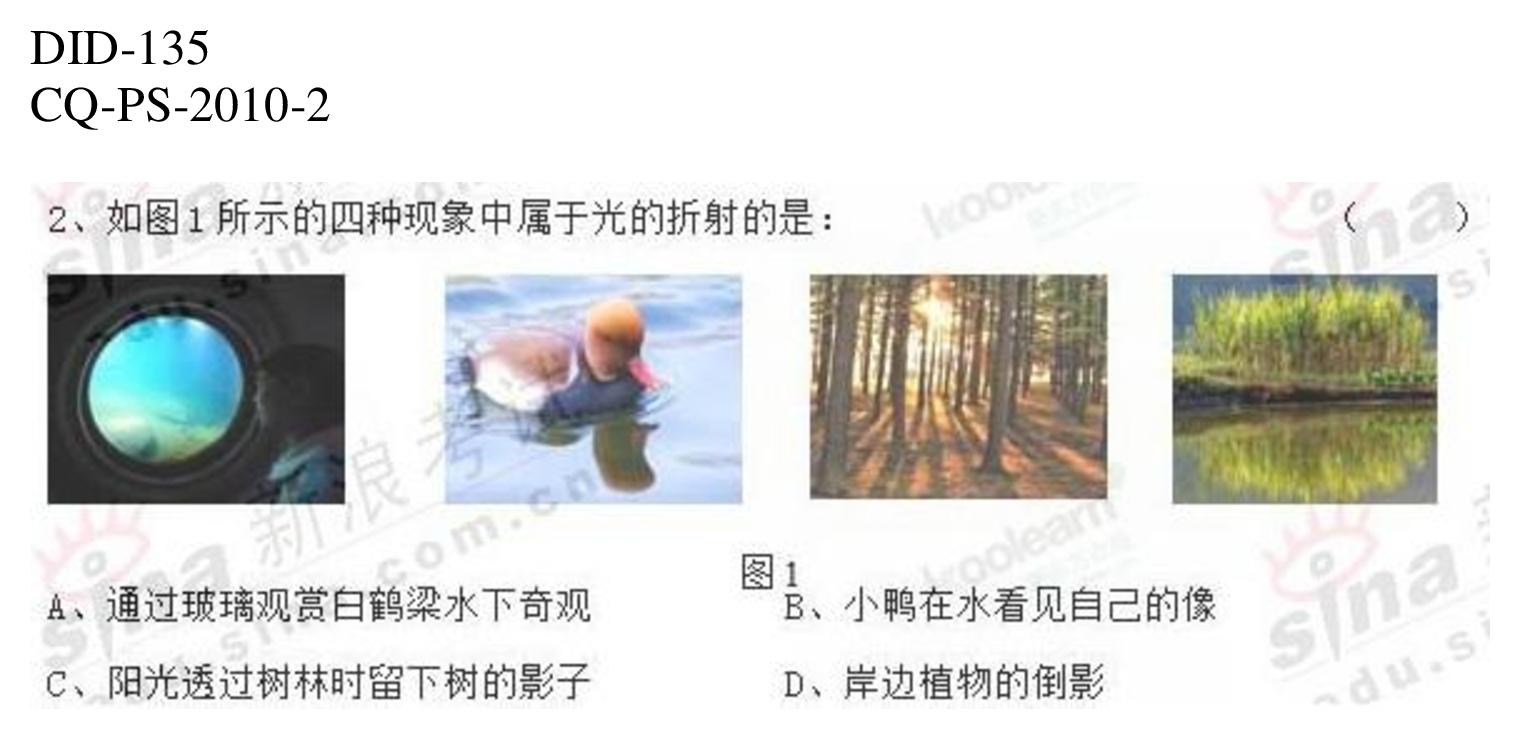 DID-135
CQ-PS-2010-2
2、如图1所示的四种现象中属于光的折射的是：（　　）
图1
A、通过玻璃观赏白鹤梁水下奇观　B、小鸭在水看见自己的像
C、阳光透过树林时留下树的影子　D、岸边植物的倒影